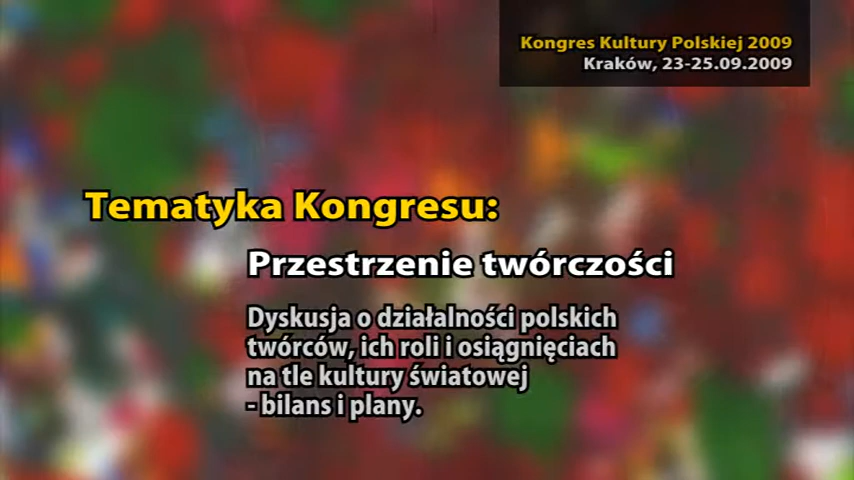 Kongres Kultury Polskiej 2009
Kraków, 23-25.09.2009
Tematyka Kongresu:
Przestrzenie twórczości
Dyskusja o działalności polskich
twórców, ich roli i osiągnięciach
na tle kultury światowej
- bilans i plany.